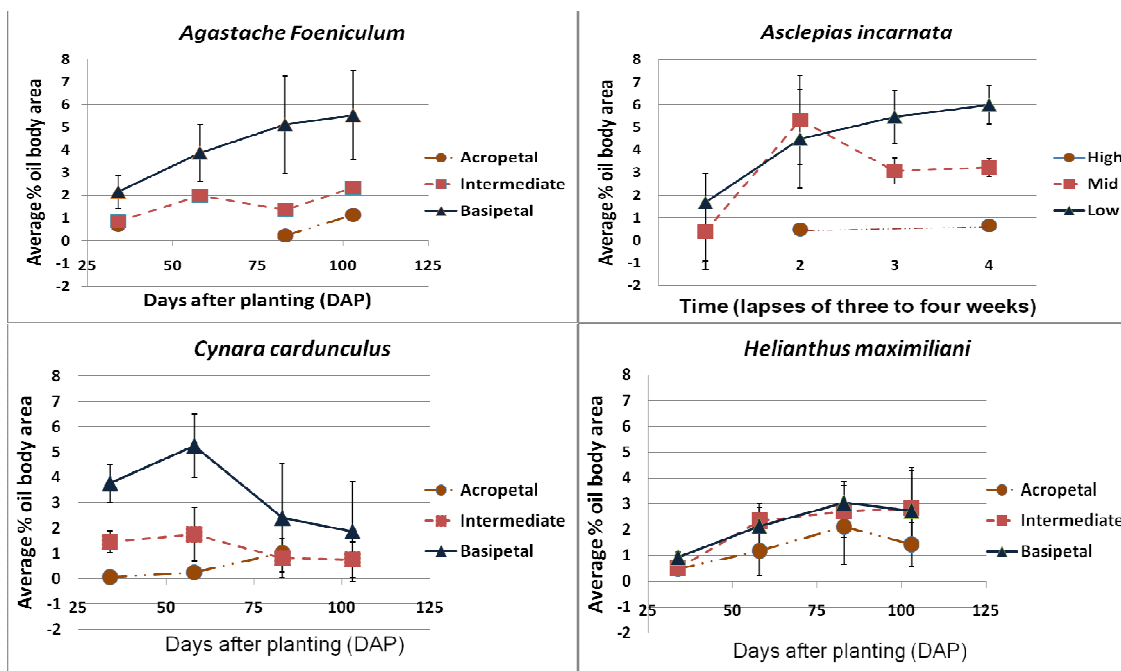 Agastache Foeniculum
Average % oil body area
8
7
6
5
4
3
2
1
0
-1
-2
25 50 75 100 125
Days after planting (DAP)
Acropetal
Intermediate
Basipetal
Asclepias incarnata
Average % oil body area
8
7
6
5
4
3
2
1
0
-1
-2
1 2 3 4
Time (lapses of three to four weeks)
High
Mid
Low
Cynara cardunculus
Average % oil body area
8
7
6
5
4
3
2
1
0
-1
-2
25 50 75 100 125
Days after planting (DAP)
Acropetal
Intermediate
Basipetal
Helianthus maximiliani
Average % oil body area
8
7
6
5
4
3
2
1
0
-1
-2
25 50 75 100 125
Days after planting (DAP)
Acropetal
Intermediate
Basipetal